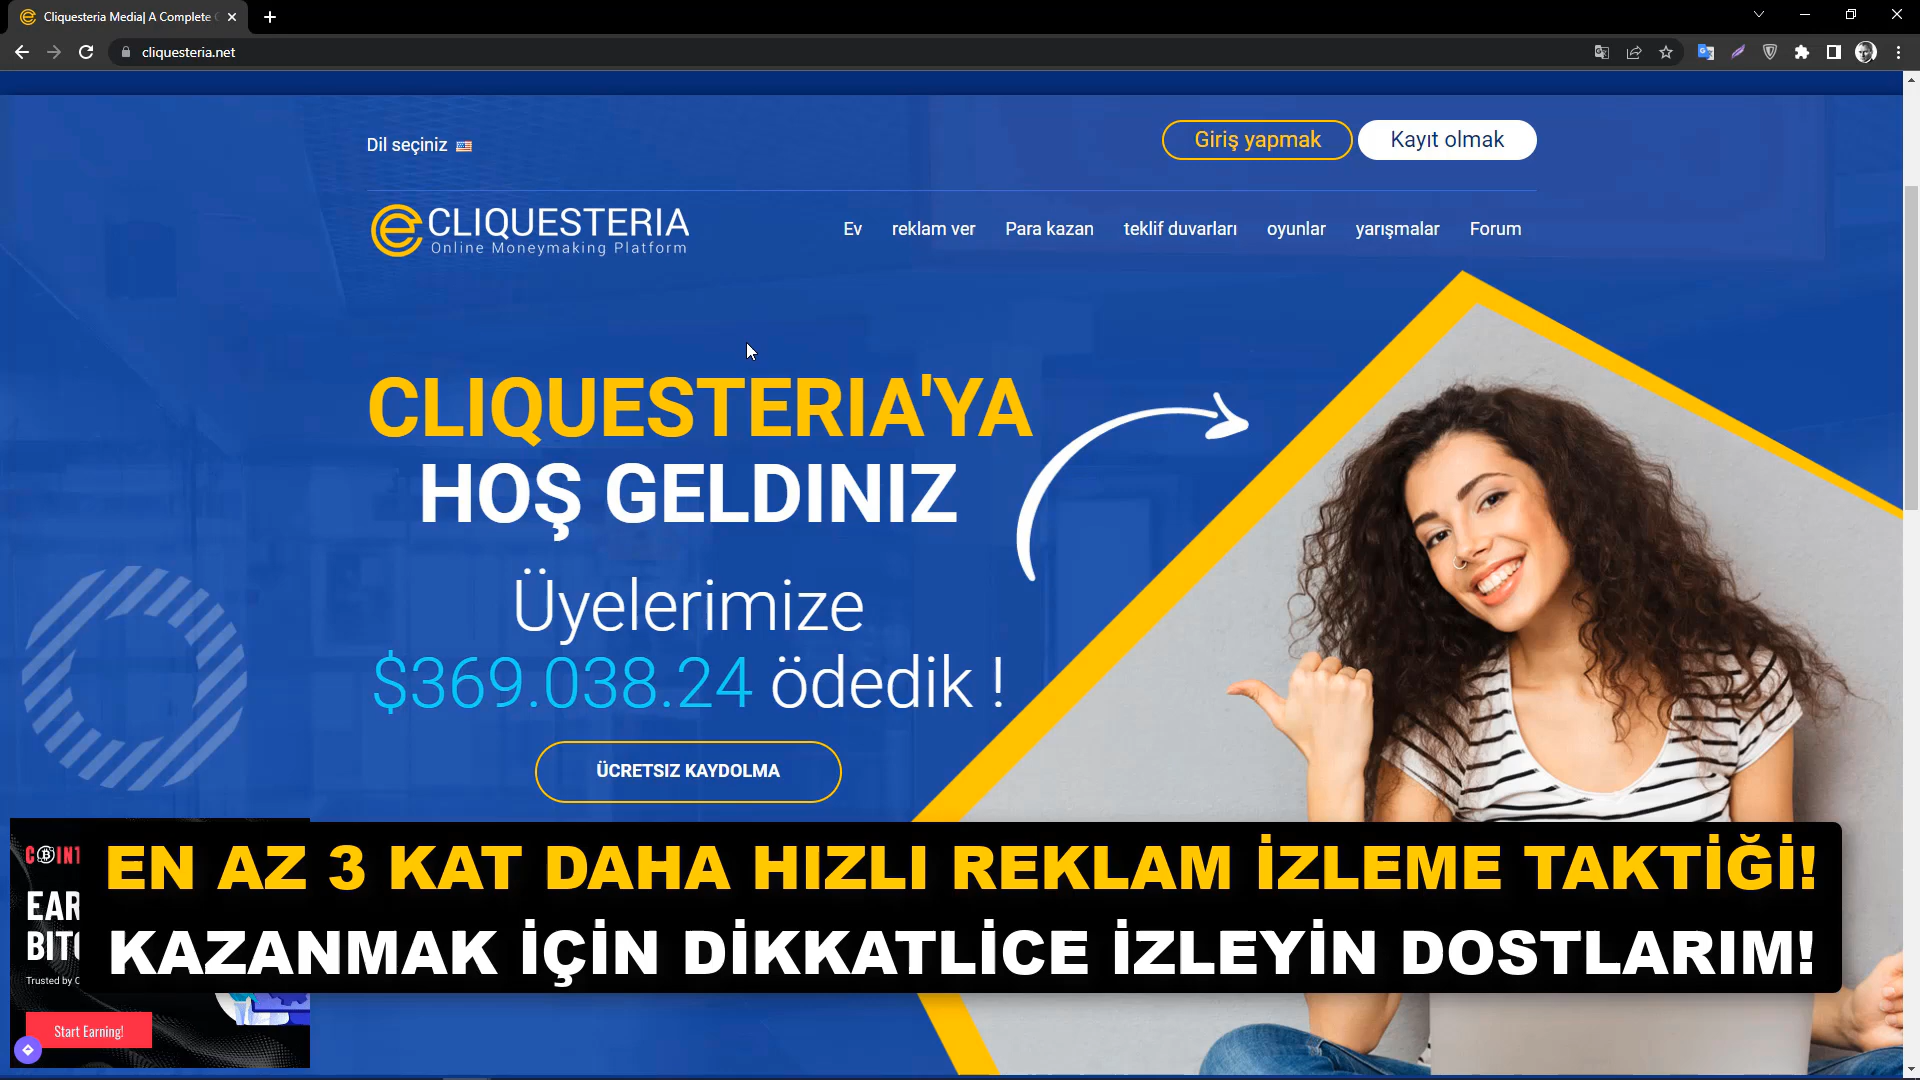 Cliquesteria Media| A Complete
cliquesteria.net
Dil seçiniz
Giriş yapmak
Kayıt olmak
CLIQUESTERIA
Online Moneymaking Platform
Ev
reklam ver
Para kazan
teklif duvarları
oyunlar
yarışmalar
Forum
CLIQUESTERIA'YA
HOŞ GELDINIZ
Üyelerimize
$369.038.24 ödedik !
ÜCRETSIZ KAYDOLMA
EN AZ 3 KAT DAHA HIZLI REKLAM İZLEME TAKTİĞİ!
KAZANMAK İÇİN DİKKATLİCE İZLEYİN DOSTLARIM!
Trusted by
Start Earning!